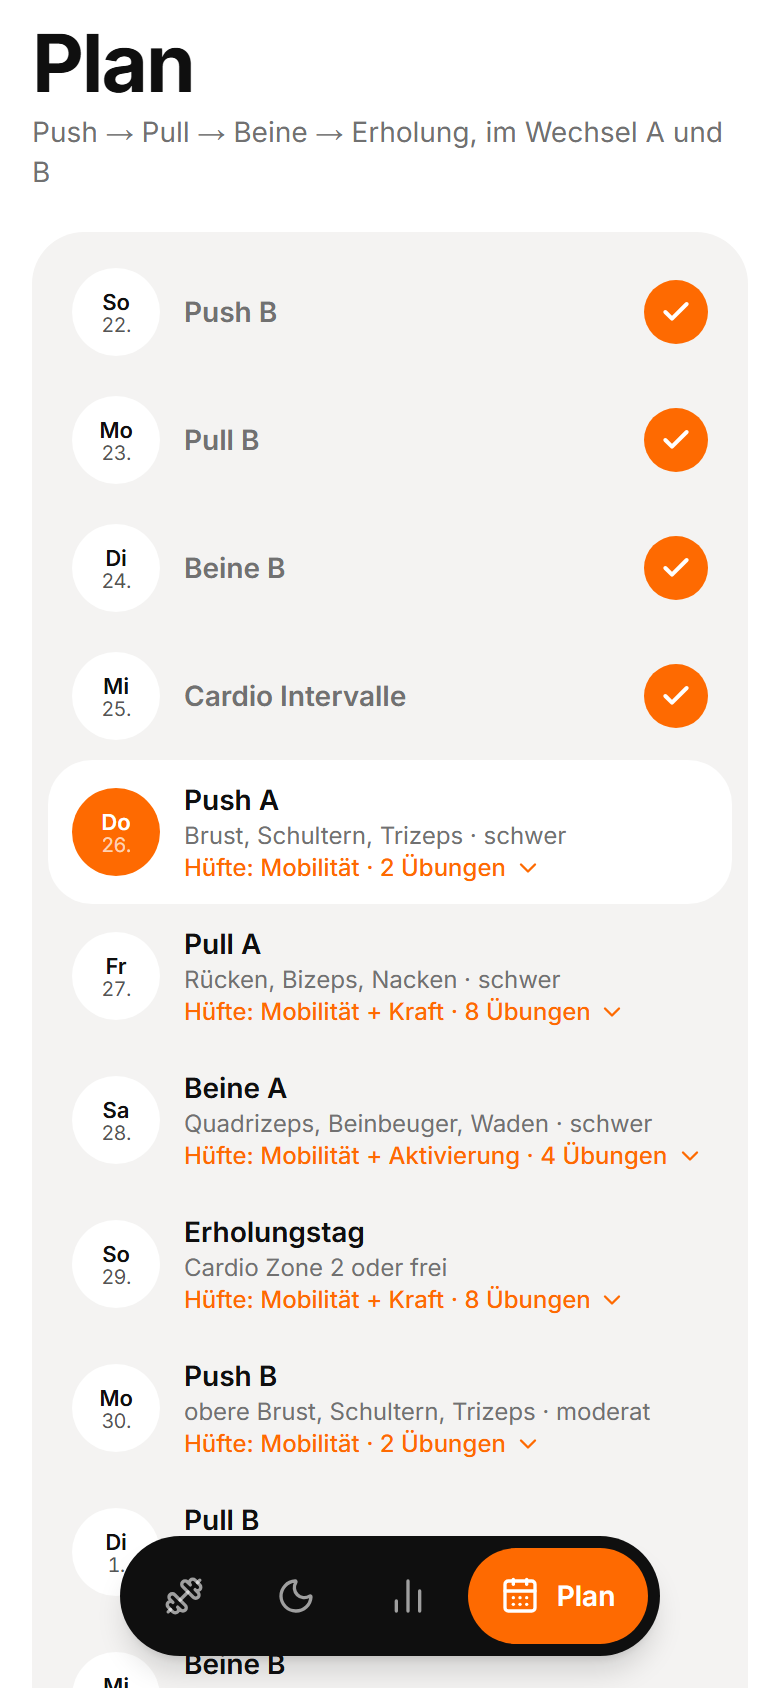 Plan
Push → Pull → Beine → Erholung, im Wechsel A und
B
So
22.
Push B
Mo
23.
Pull B
Di
24.
Beine B
Mi
25.
Cardio Intervalle
Do
26.
Push A
Brust, Schultern, Trizeps · schwer
Hüfte: Mobilität · 2 Übungen
Fr
27.
Pull A
Rücken, Bizeps, Nacken · schwer
Hüfte: Mobilität + Kraft · 8 Übungen
Sa
28.
Beine A
Quadrizeps, Beinbeuger, Waden · schwer
Hüfte: Mobilität + Aktivierung · 4 Übungen
So
29.
Erholungstag
Cardio Zone 2 oder frei
Hüfte: Mobilität + Kraft · 8 Übungen
Mo
30.
Push B
obere Brust, Schultern, Trizeps · moderat
Hüfte: Mobilität · 2 Übungen
Di
1.
Pull B
Plan
Mi
Beine B